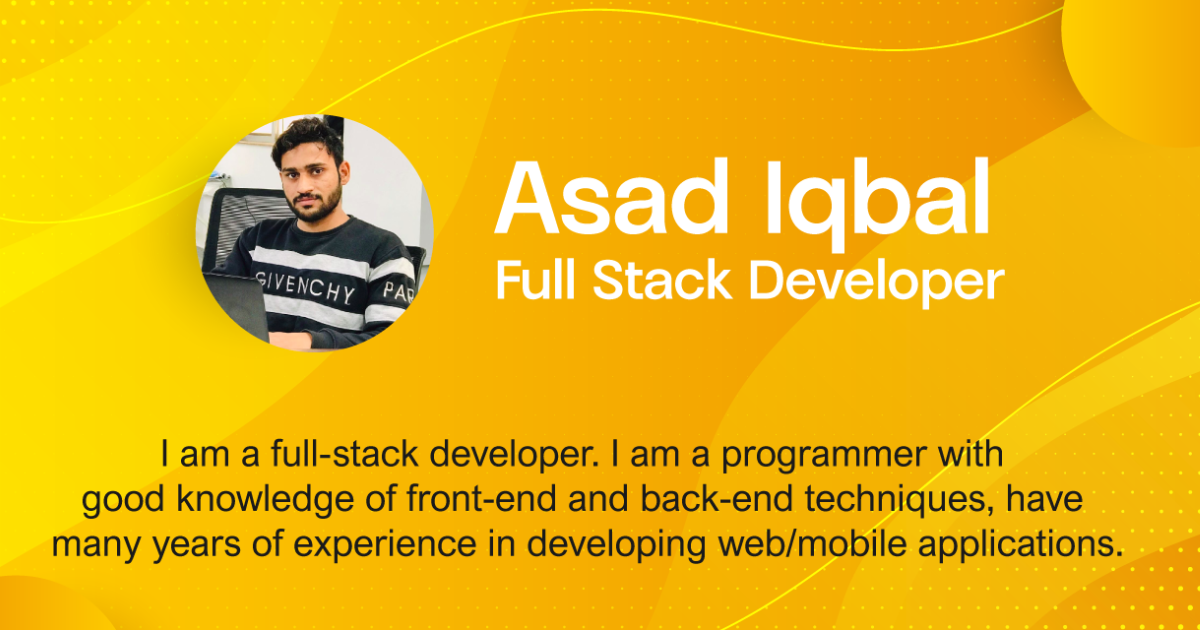 Asad Iqbal
Full Stack Developer
GIVENCHY PAR
I am a full-stack developer. I am a programmer with
good knowledge of front-end and back-end techniques, have
many years of experience in developing web/mobile applications.